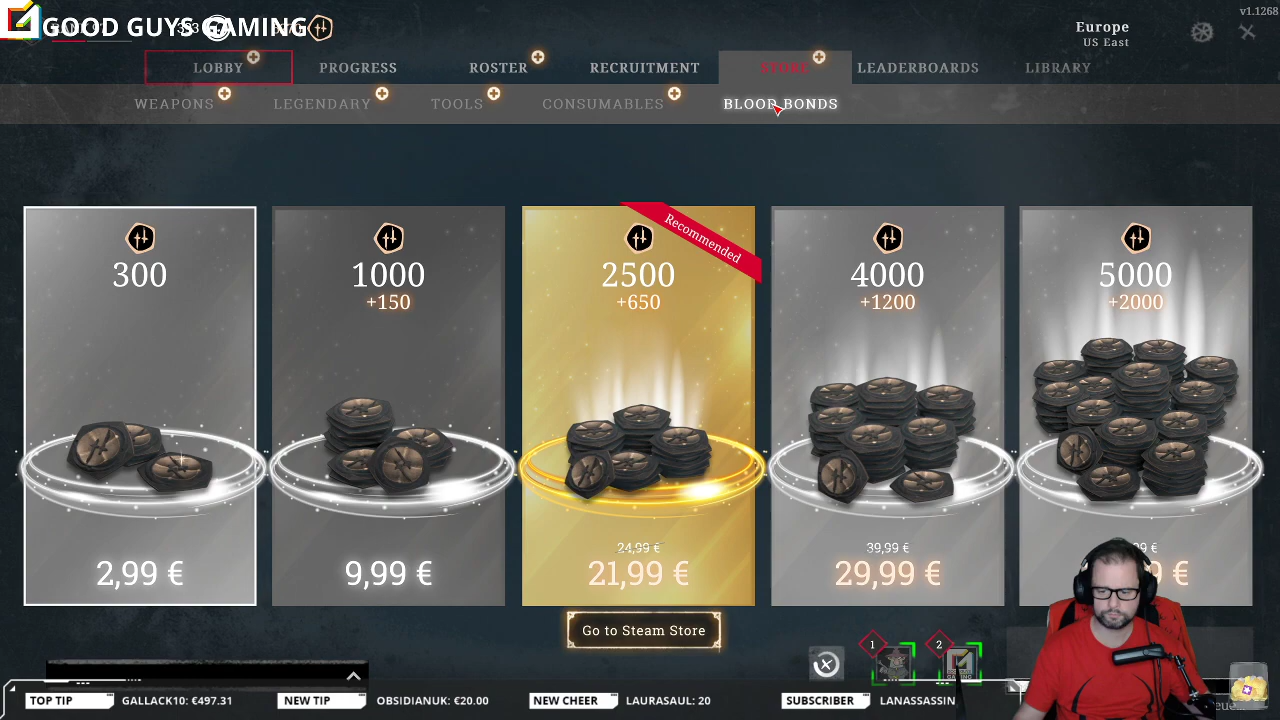 GOOD GUYS GAMING
v1.1268
Europe
US East
LOBBY PROGRESS ROSTER RECRUITMENT STORE LEADERBOARDS LIBRARY
WEAPONS LEGENDARY TOOLS CONSUMABLES BLOOD BONDS
300
1000
+150
2500
+650
Recommended
4000
+1200
5000
+2000
2,99 €
9,99 €
24,99 €
21,99 €
39,99 €
29,99 €
€
Go to Steam Store
1
2
TOP TIP GALLACK10: €497.31 NEW TIP OBSIDIANUK: €20.00 NEW CHEER LAURASAUL: 20 SUBSCRIBER LANASSASSIN